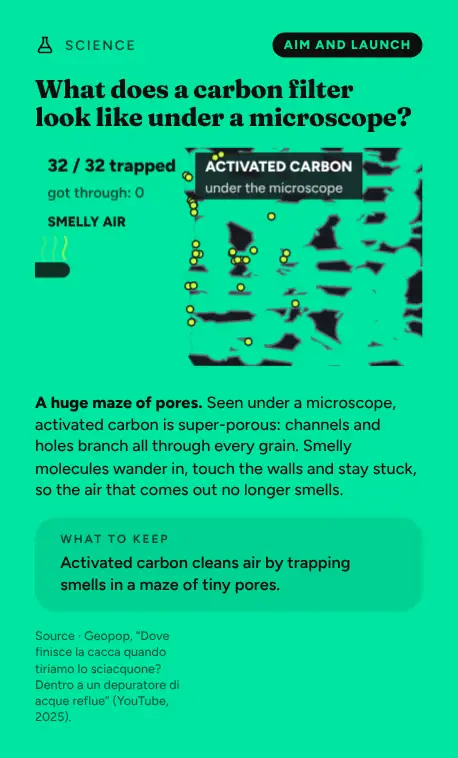 SCIENCE
AIM AND LAUNCH
What does a carbon filter
look like under a microscope?
32 / 32 trapped
got through: 0
SMELLY AIR
ACTIVATED CARBON
under the microscope
A huge maze of pores. Seen under a microscope,
activated carbon is super-porous: channels and
holes branch all through every grain. Smelly
molecules wander in, touch the walls and stay stuck,
so the air that comes out no longer smells.
WHAT TO KEEP
Activated carbon cleans air by trapping
smells in a maze of tiny pores.
Source · Geopop, "Dove
finisce la cacca quando
tiriamo lo sciacquone?
Dentro a un depuratore di
acque reflue" (YouTube,
2025).